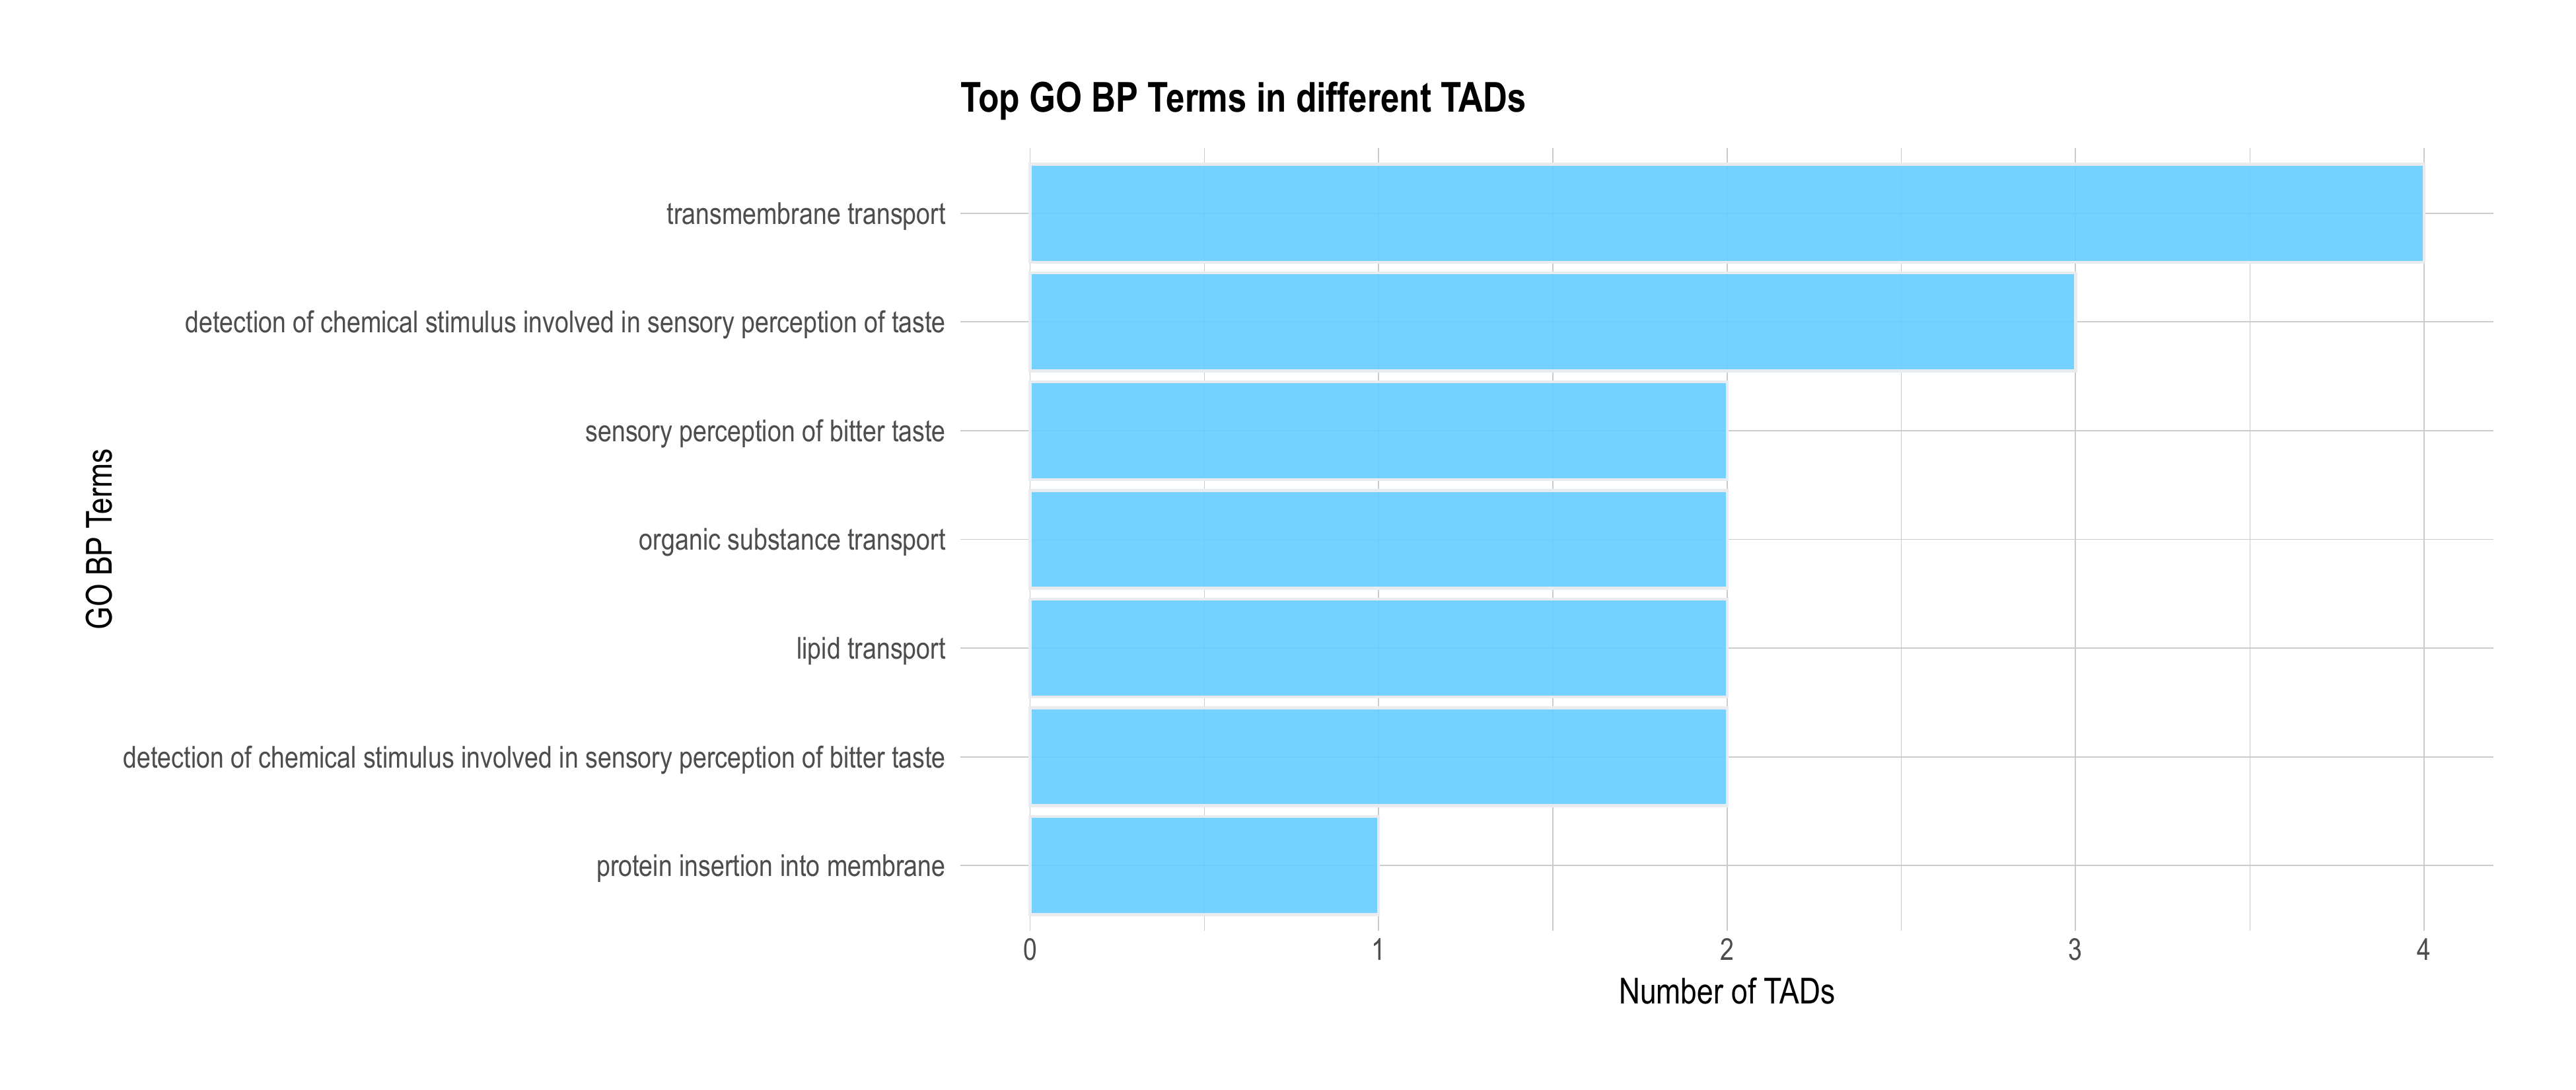 Top GO BP Terms in different TADs
transmembrane transport
detection of chemical stimulus involved in sensory perception of taste
sensory perception of bitter taste
organic substance transport
lipid transport
detection of chemical stimulus involved in sensory perception of bitter taste
protein insertion into membrane
GO BP Terms
0 1 2 3 4
Number of TADs